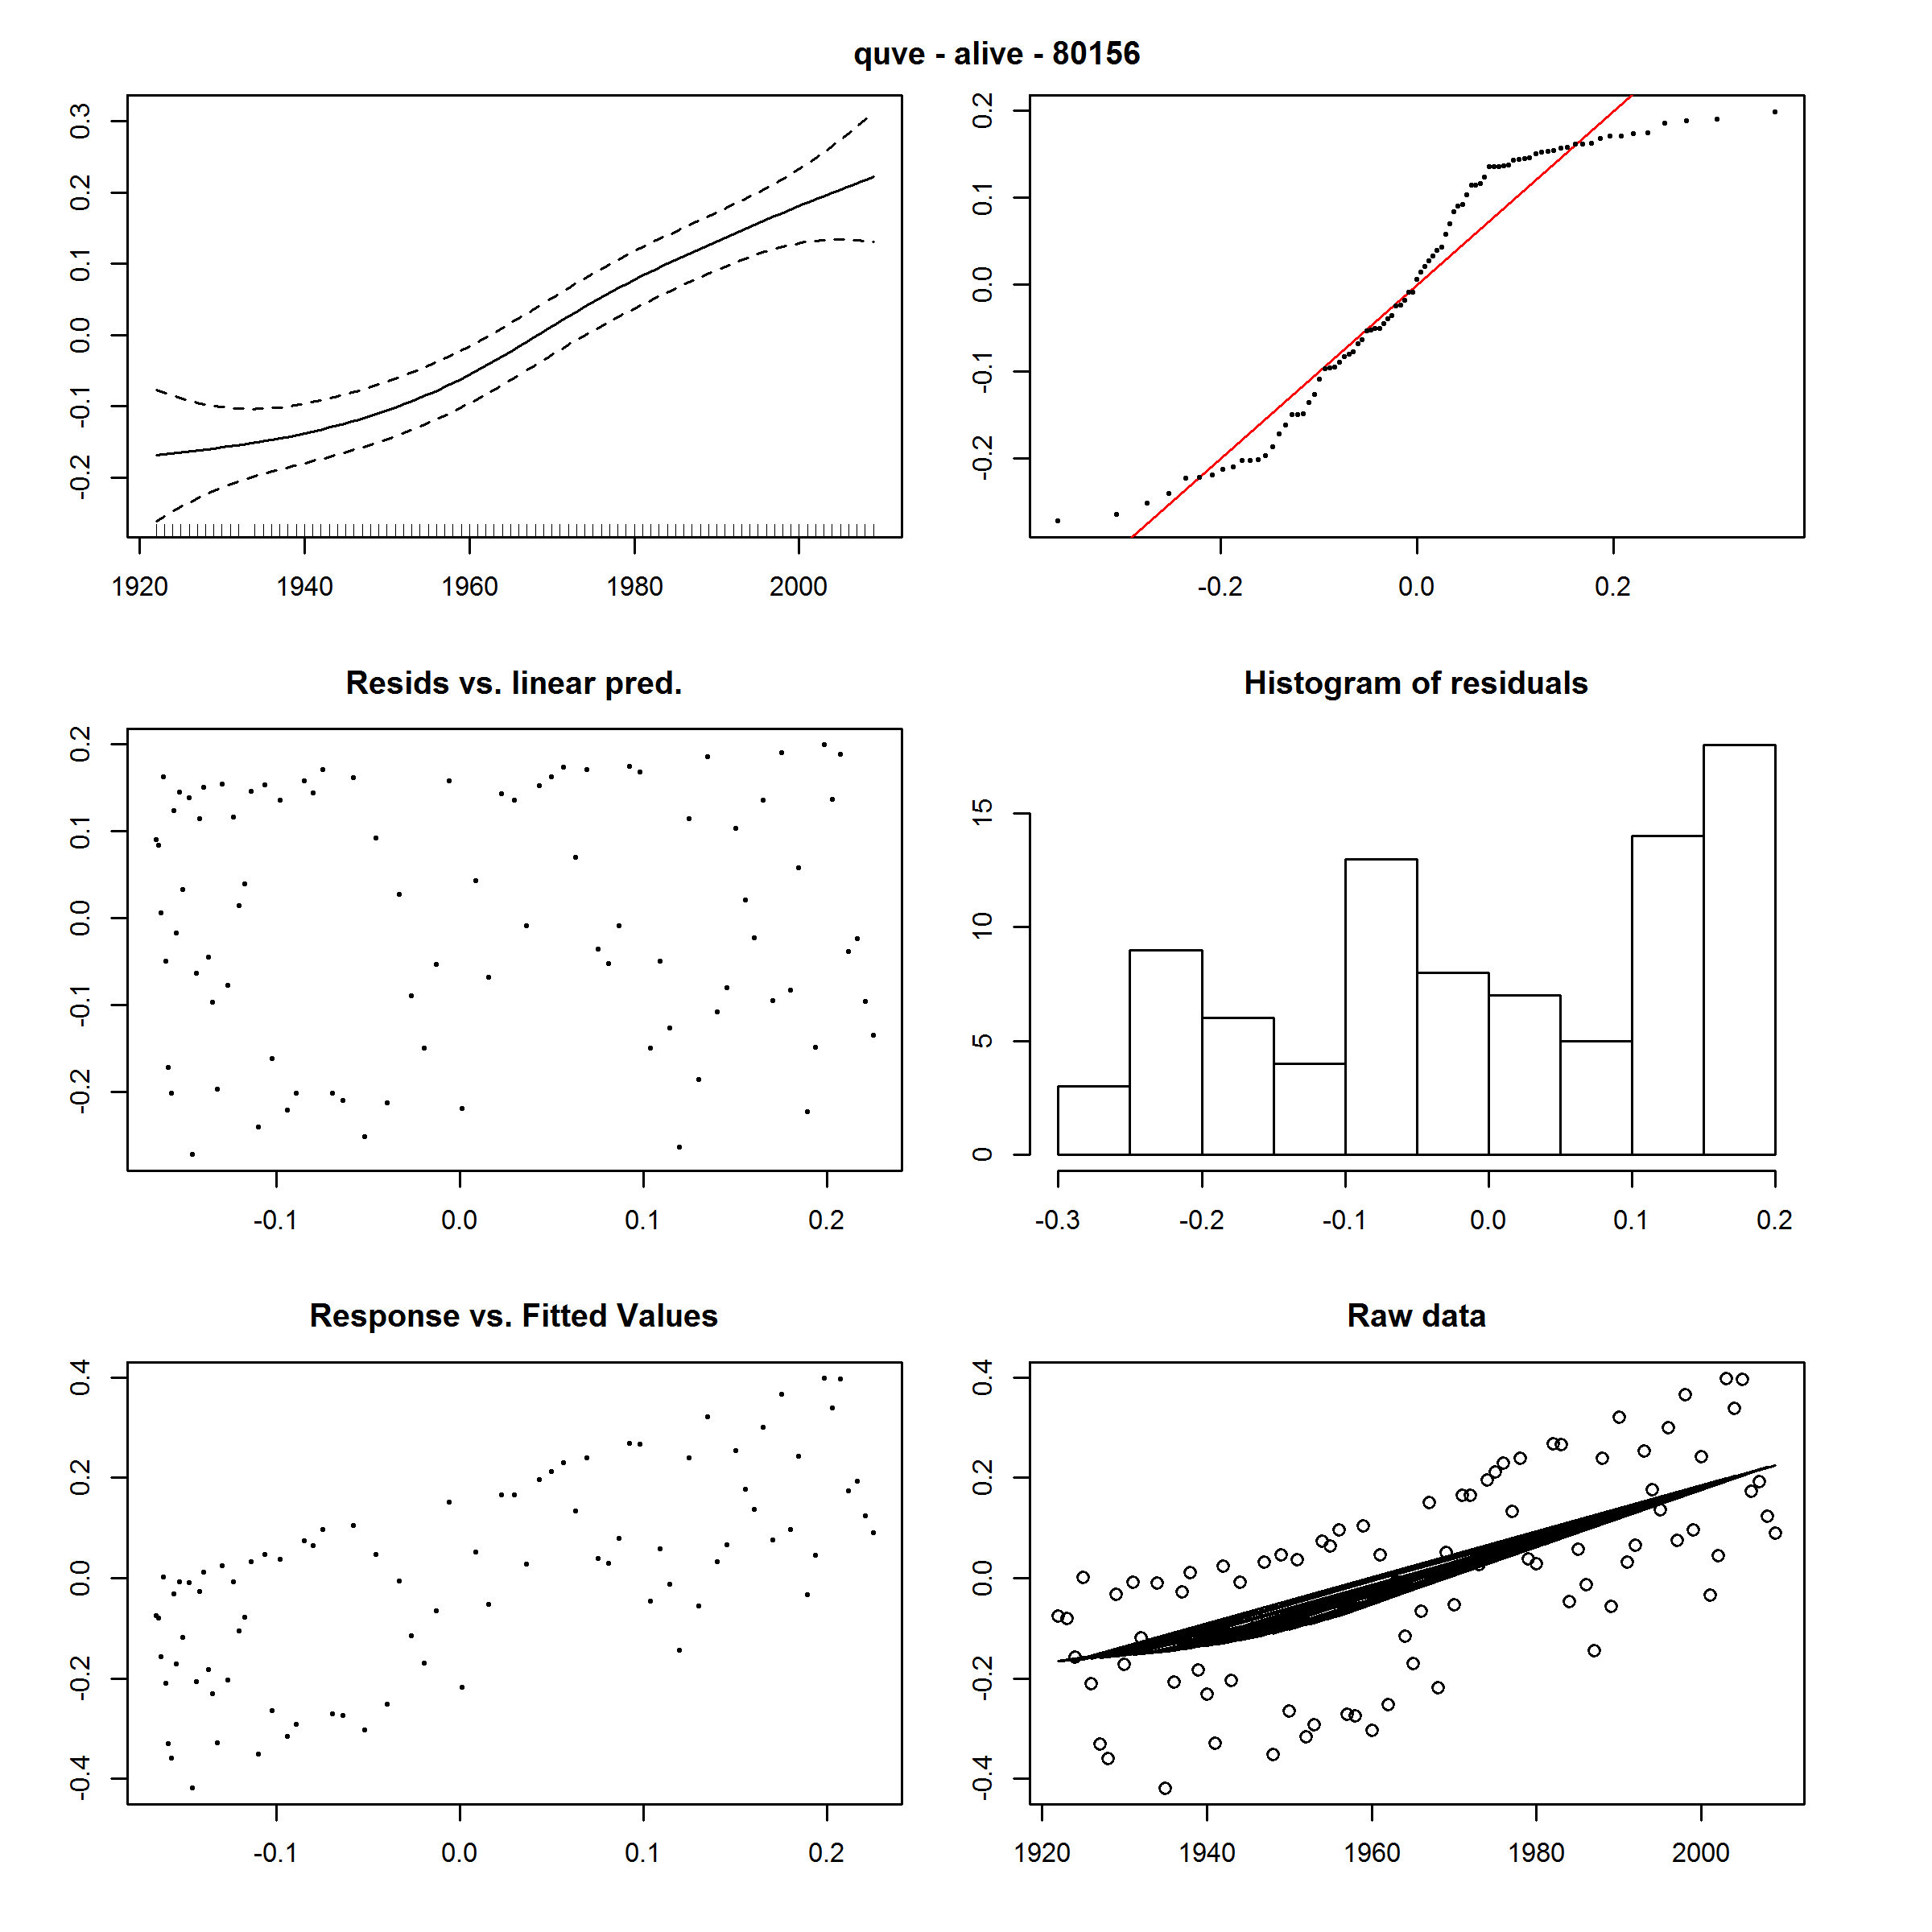 quve - alive - 80156
0.3
0.2
0.1
0.0
-0.1
-0.2
1920 1940 1960 1980 2000
0.2
0.1
0.0
-0.1
-0.2
-0.2 0.0 0.2
Resids vs. linear pred.
0.2
0.1
0.0
-0.1
-0.2
-0.1 0.0 0.1 0.2
Histogram of residuals
15
10
5
0
-0.3 -0.2 -0.1 0.0 0.1 0.2
Response vs. Fitted Values
0.4
0.2
0.0
-0.2
-0.4
-0.1 0.0 0.1 0.2
Raw data
0.4
0.2
0.0
-0.2
-0.4
1920 1940 1960 1980 2000